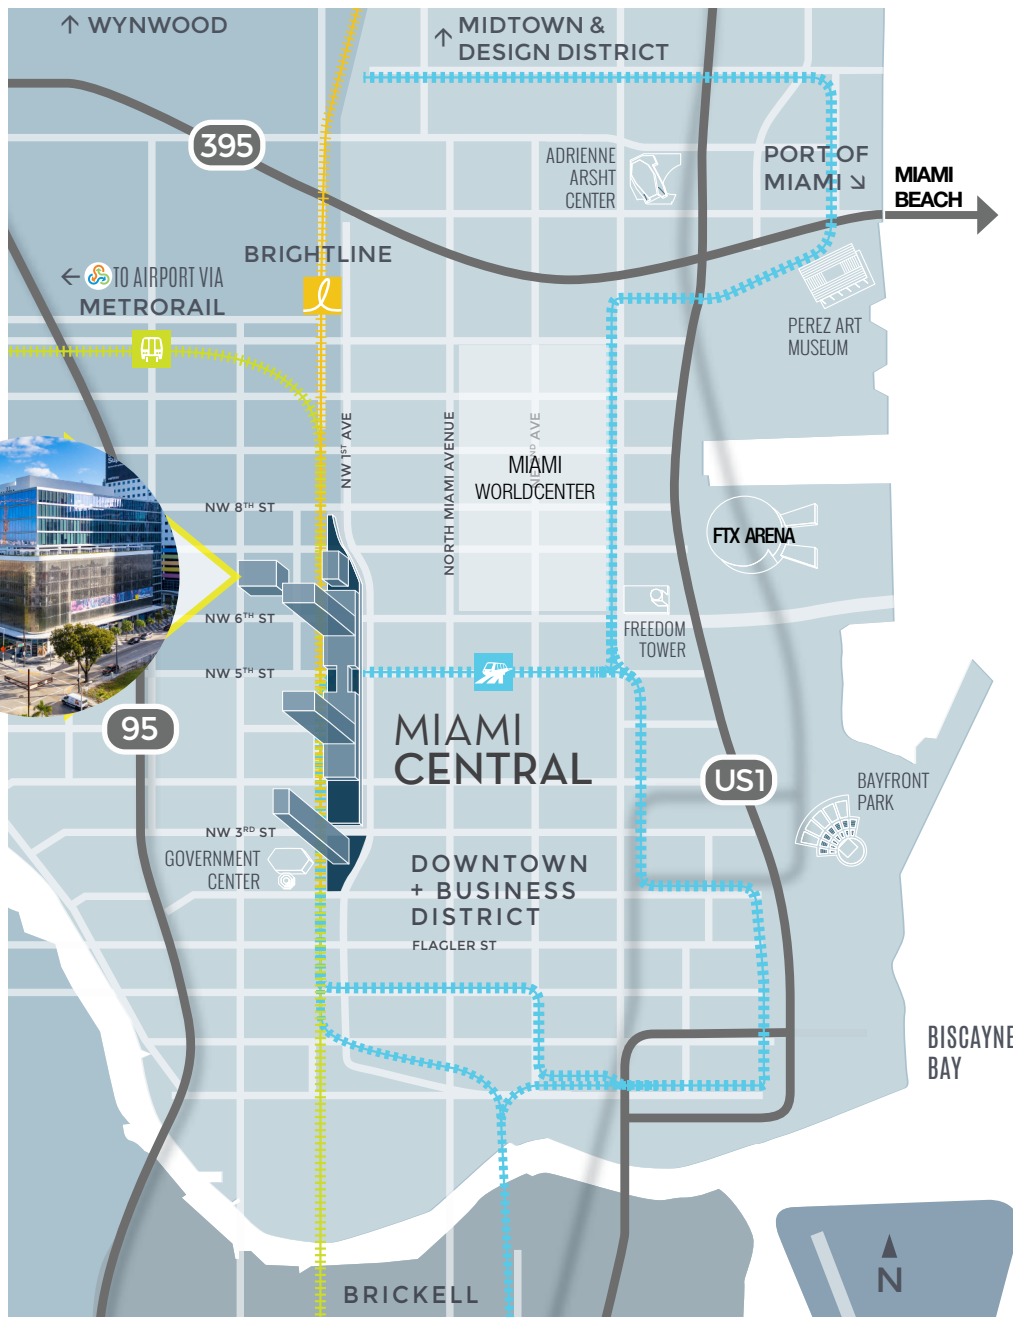 ↑ WYNWOOD
↑ MIDTOWN &
DESIGN DISTRICT
395
ADRIENNE
ARSHT
CENTER
PORT OF
MIAMI ↘
MIAMI
BEACH
BRIGHTLINE
← TO AIRPORT VIA
METRORAIL
PEREZ ART
MUSEUM
NW 1ST AVE
NORTH MIAMI AVENUE
NE 2ND AVE
MIAMI
WORLDCENTER
NW 8TH ST
FTX ARENA
NW 6TH ST
FREEDOM
TOWER
NW 5TH ST
MIAMI
CENTRAL
95
US1
BAYFRONT
PARK
NW 3RD ST
GOVERNMENT
CENTER
DOWNTOWN
+ BUSINESS
DISTRICT
FLAGLER ST
BISCAYNE
BAY
N
BRICKELL